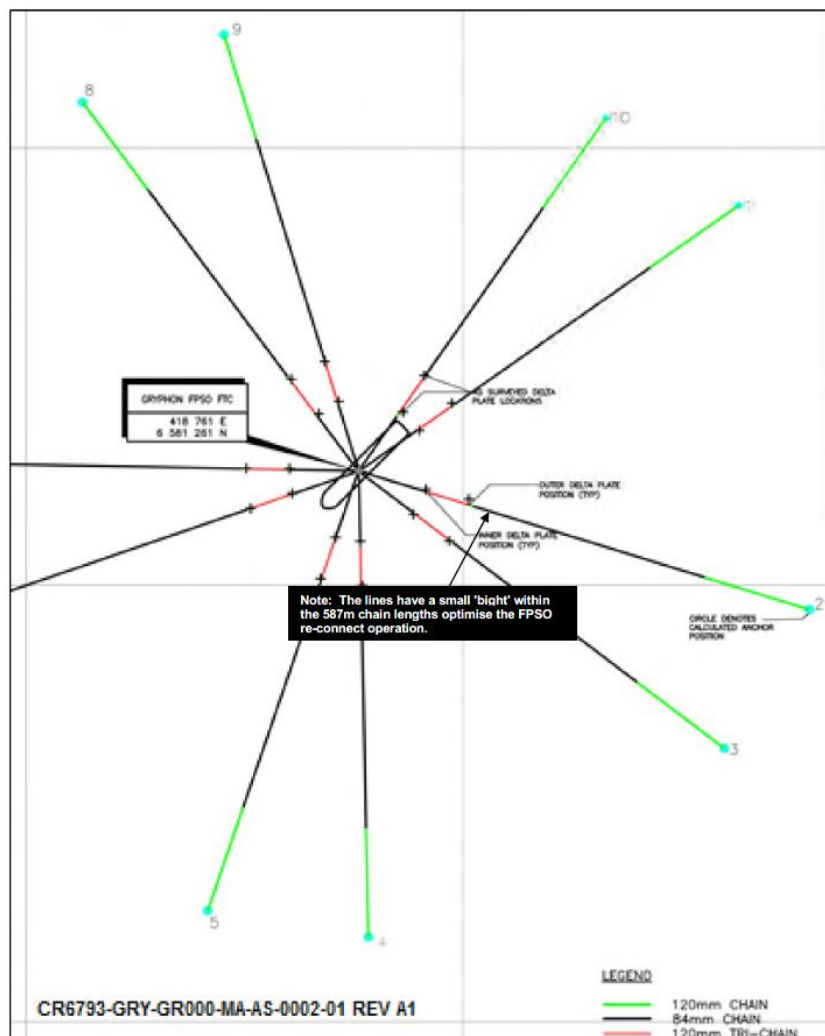 9
8
10
11
GRYPHON FPSO FTC
418 761 E
6 581 261 N
AS SURVEYED DELTA
PLATE LOCATIONS
OUTER DELTA PLATE
POSITION (TYP)
INNER DELTA PLATE
POSITION (TYP)
Note: The lines have a small 'bight' within
the 587m chain lengths optimise the FPSO
re-connect operation.
2
CIRCLE DENOTES
CALCULATED ANCHOR
POSITION
3
5
4
LEGEND
CR6793-GRY-GR000-MA-AS-0002-01 REV A1
120mm CHAIN
84mm CHAIN
120mm TRI-CHAIN